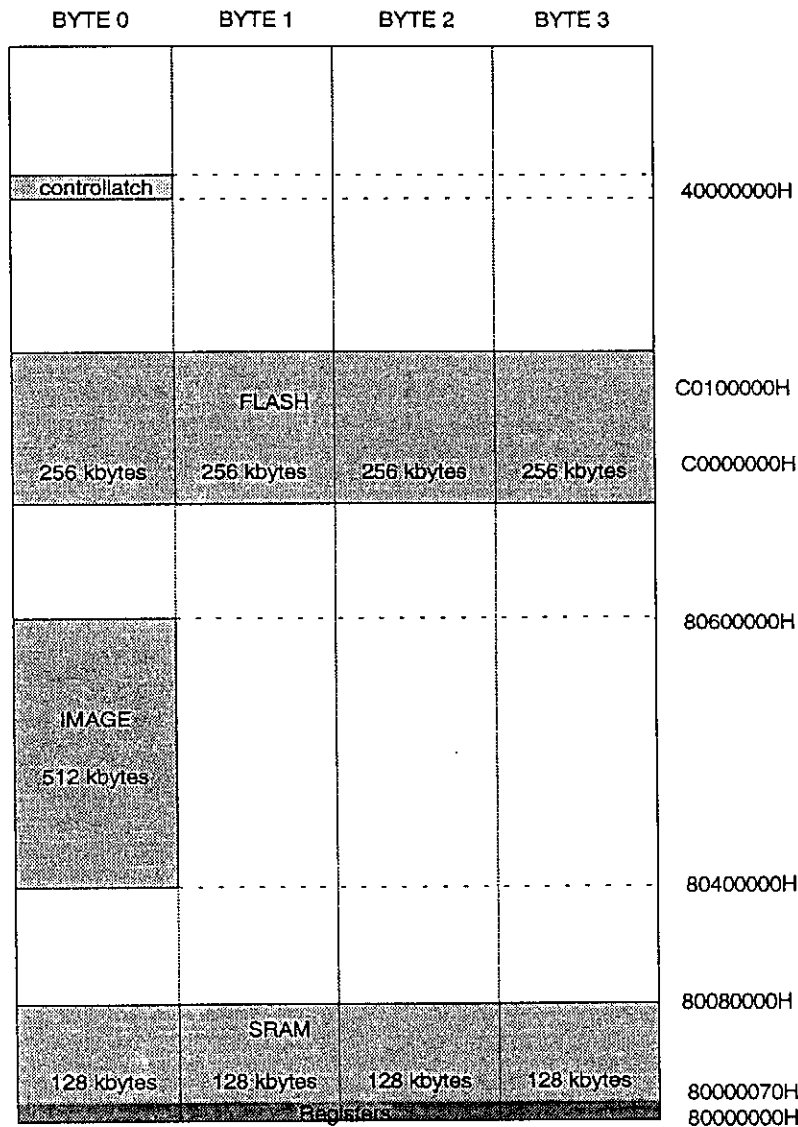 BYTE 0 BYTE 1 BYTE 2 BYTE 3
controllatch 40000000H
FLASH C0100000H
256 kbytes 256 kbytes 256 kbytes 256 kbytes C0000000H
80600000H
IMAGE
512 kbytes
80400000H
80080000H
SRAM
128 kbytes 128 kbytes 128 kbytes 128 kbytes
80000070H
Registers 80000000H